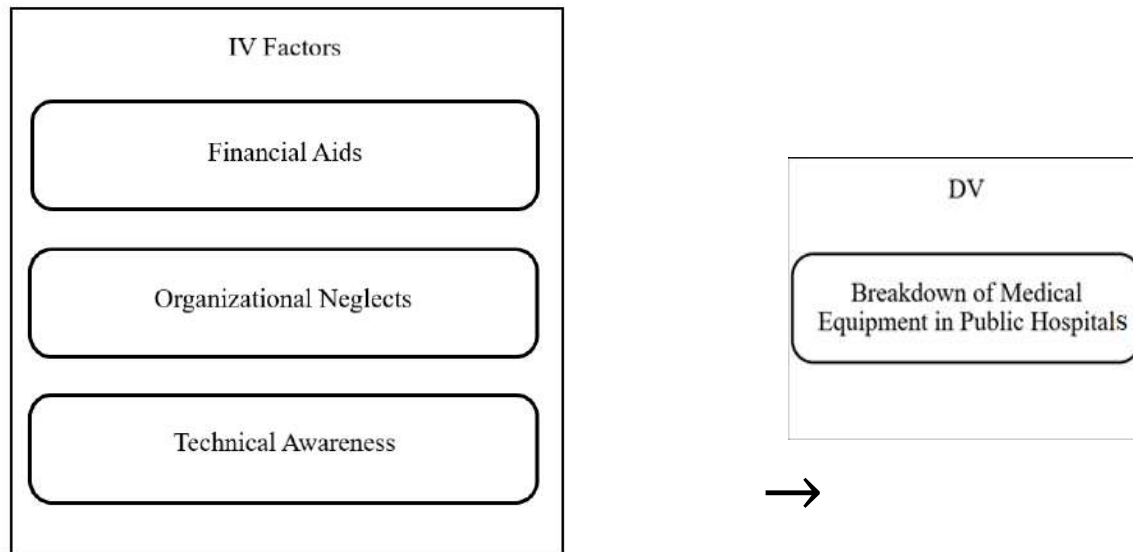 IV Factors
Financial Aids
Organizational Neglects
Technical Awareness
DV
Breakdown of Medical
Equipment in Public Hospitals